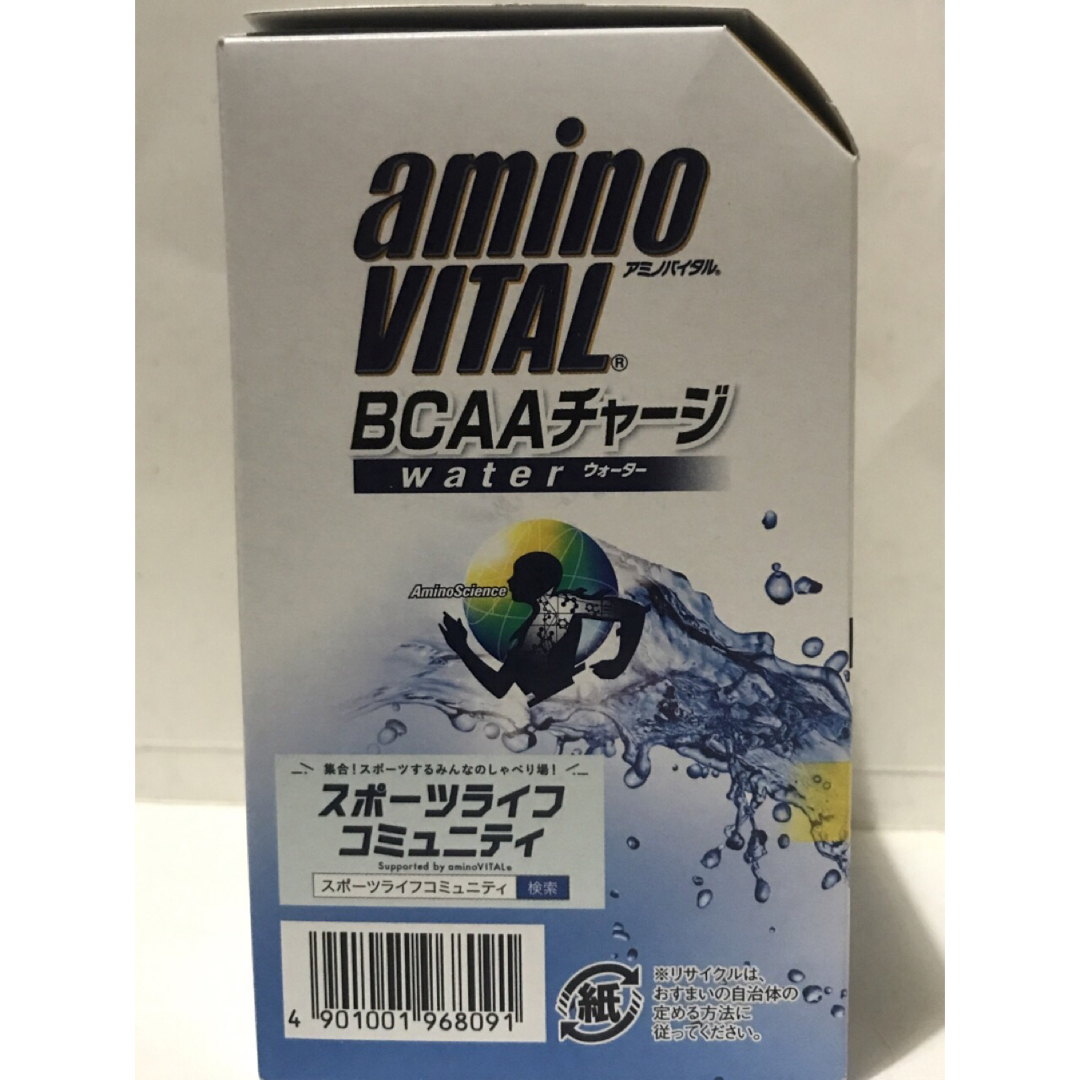 amino
アミノバイタル®
VITAL®
BCAAチャージ
water ウォーター
AminoScience
集合！スポーツするみんなのしゃべり場！
スポーツライフ
コミュニティ
Supported by aminoVITAL®
スポーツライフコミュニティ 検索
4 901001 968091
紙
※リサイクルは、
おすまいの自治体の
定める方法に
従ってください。